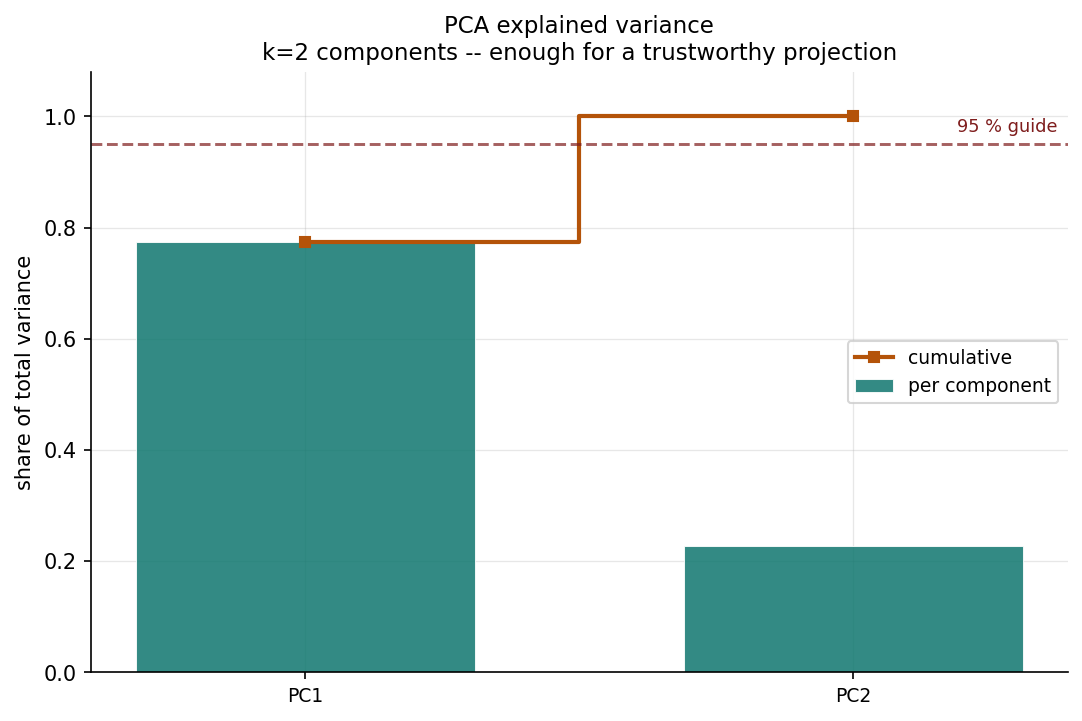 PCA explained variance
k=2 components -- enough for a trustworthy projection
share of total variance
1.0
0.8
0.6
0.4
0.2
0.0
95 % guide
cumulative
per component
PC1
PC2